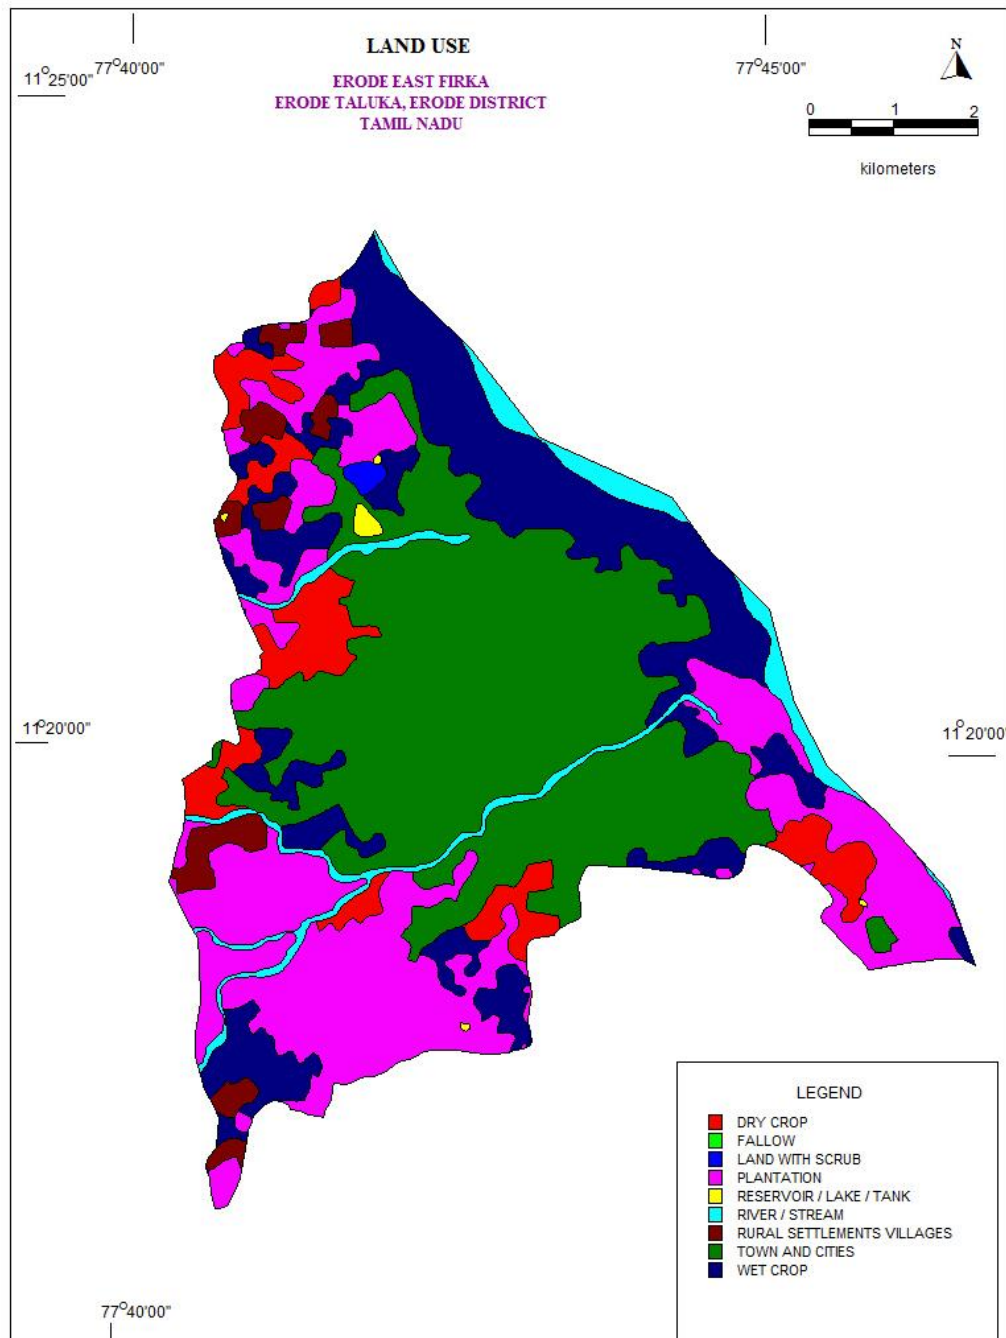 LAND USE
ERODE EAST FIRKA
ERODE TALUKA, ERODE DISTRICT
TAMIL NADU
77°40'00"
77°45'00"
N
11°25'00"
0 1 2
kilometers
11°20'00"
11°20'00"
LEGEND
DRY CROP
FALLOW
LAND WITH SCRUB
PLANTATION
RESERVOIR / LAKE / TANK
RIVER / STREAM
RURAL SETTLEMENTS VILLAGES
TOWN AND CITIES
WET CROP
77°40'00"